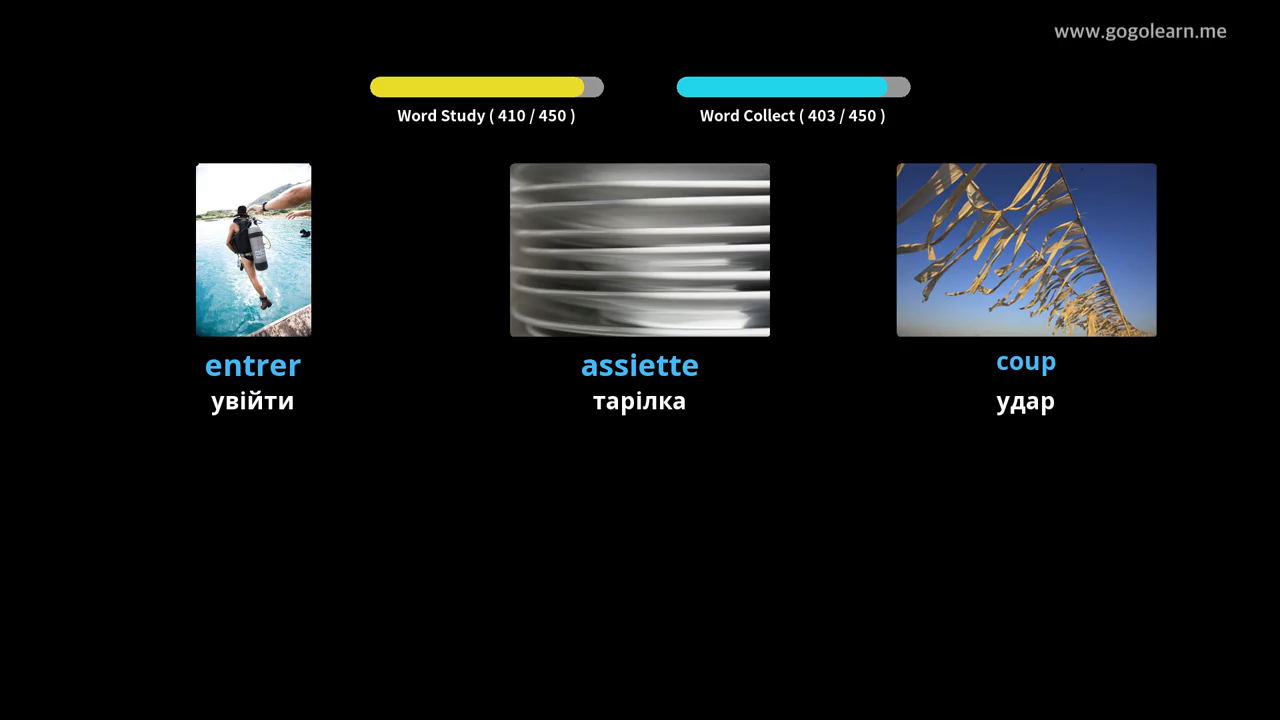 www.gogolearn.me
Word Study ( 410 / 450 )
Word Collect ( 403 / 450 )
entrer
увійти
assiette
тарілка
coup
удар